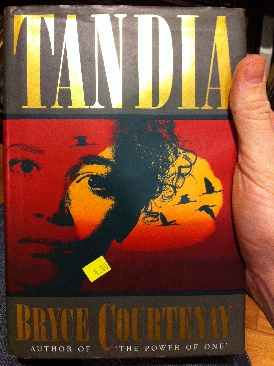 TANDIA
BRYCE COURTENAY
AUTHOR OF 'THE POWER OF ONE'